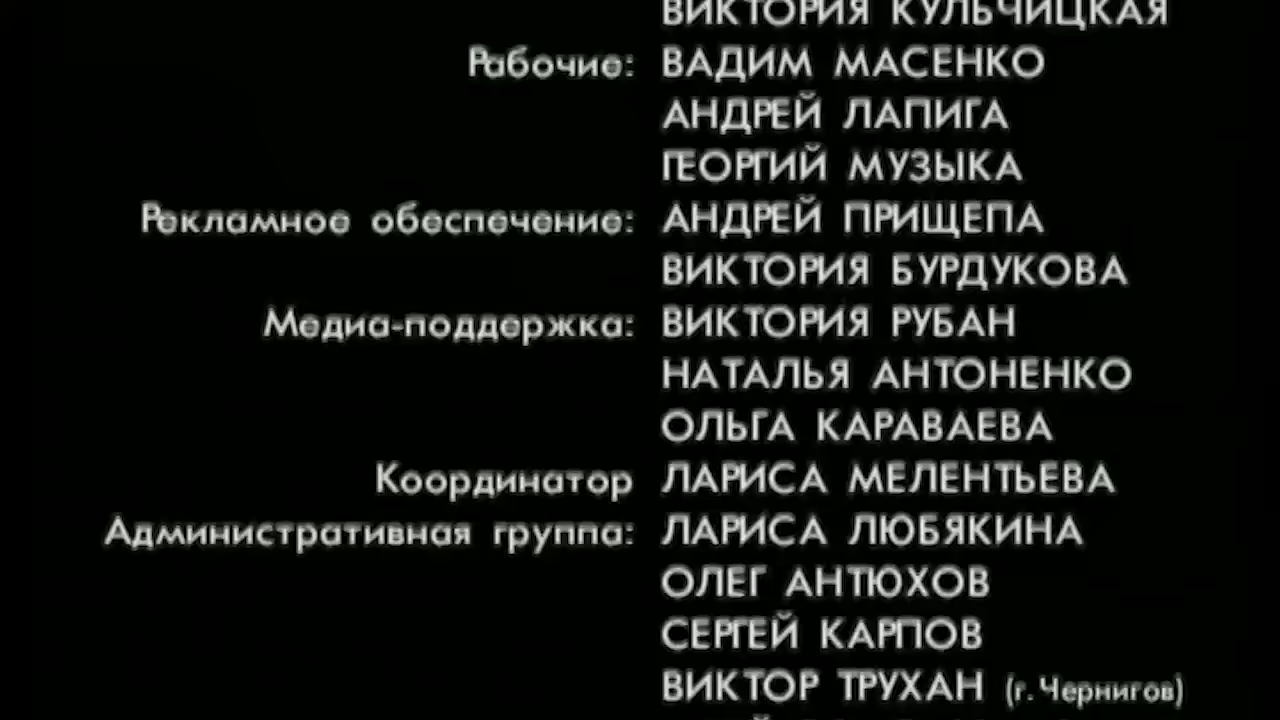 ВИКТОРИЯ КУЛЬЧИЦКАЯ
Рабочие: ВАДИМ МАСЕНКО
АНДРЕЙ ЛАПИГА
ГЕОРГИЙ МУЗЫКА
Рекламное обеспечение: АНДРЕЙ ПРИЩЕПА
ВИКТОРИЯ БУРДУКОВА
Медиа-поддержка: ВИКТОРИЯ РУБАН
НАТАЛЬЯ АНТОНЕНКО
ОЛЬГА КАРАВАЕВА
Координатор ЛАРИСА МЕЛЕНТЬЕВА
Административная группа: ЛАРИСА ЛЮБЯКИНА
ОЛЕГ АНТЮХОВ
СЕРГЕЙ КАРПОВ
ВИКТОР ТРУХАН (г. Чернигов)